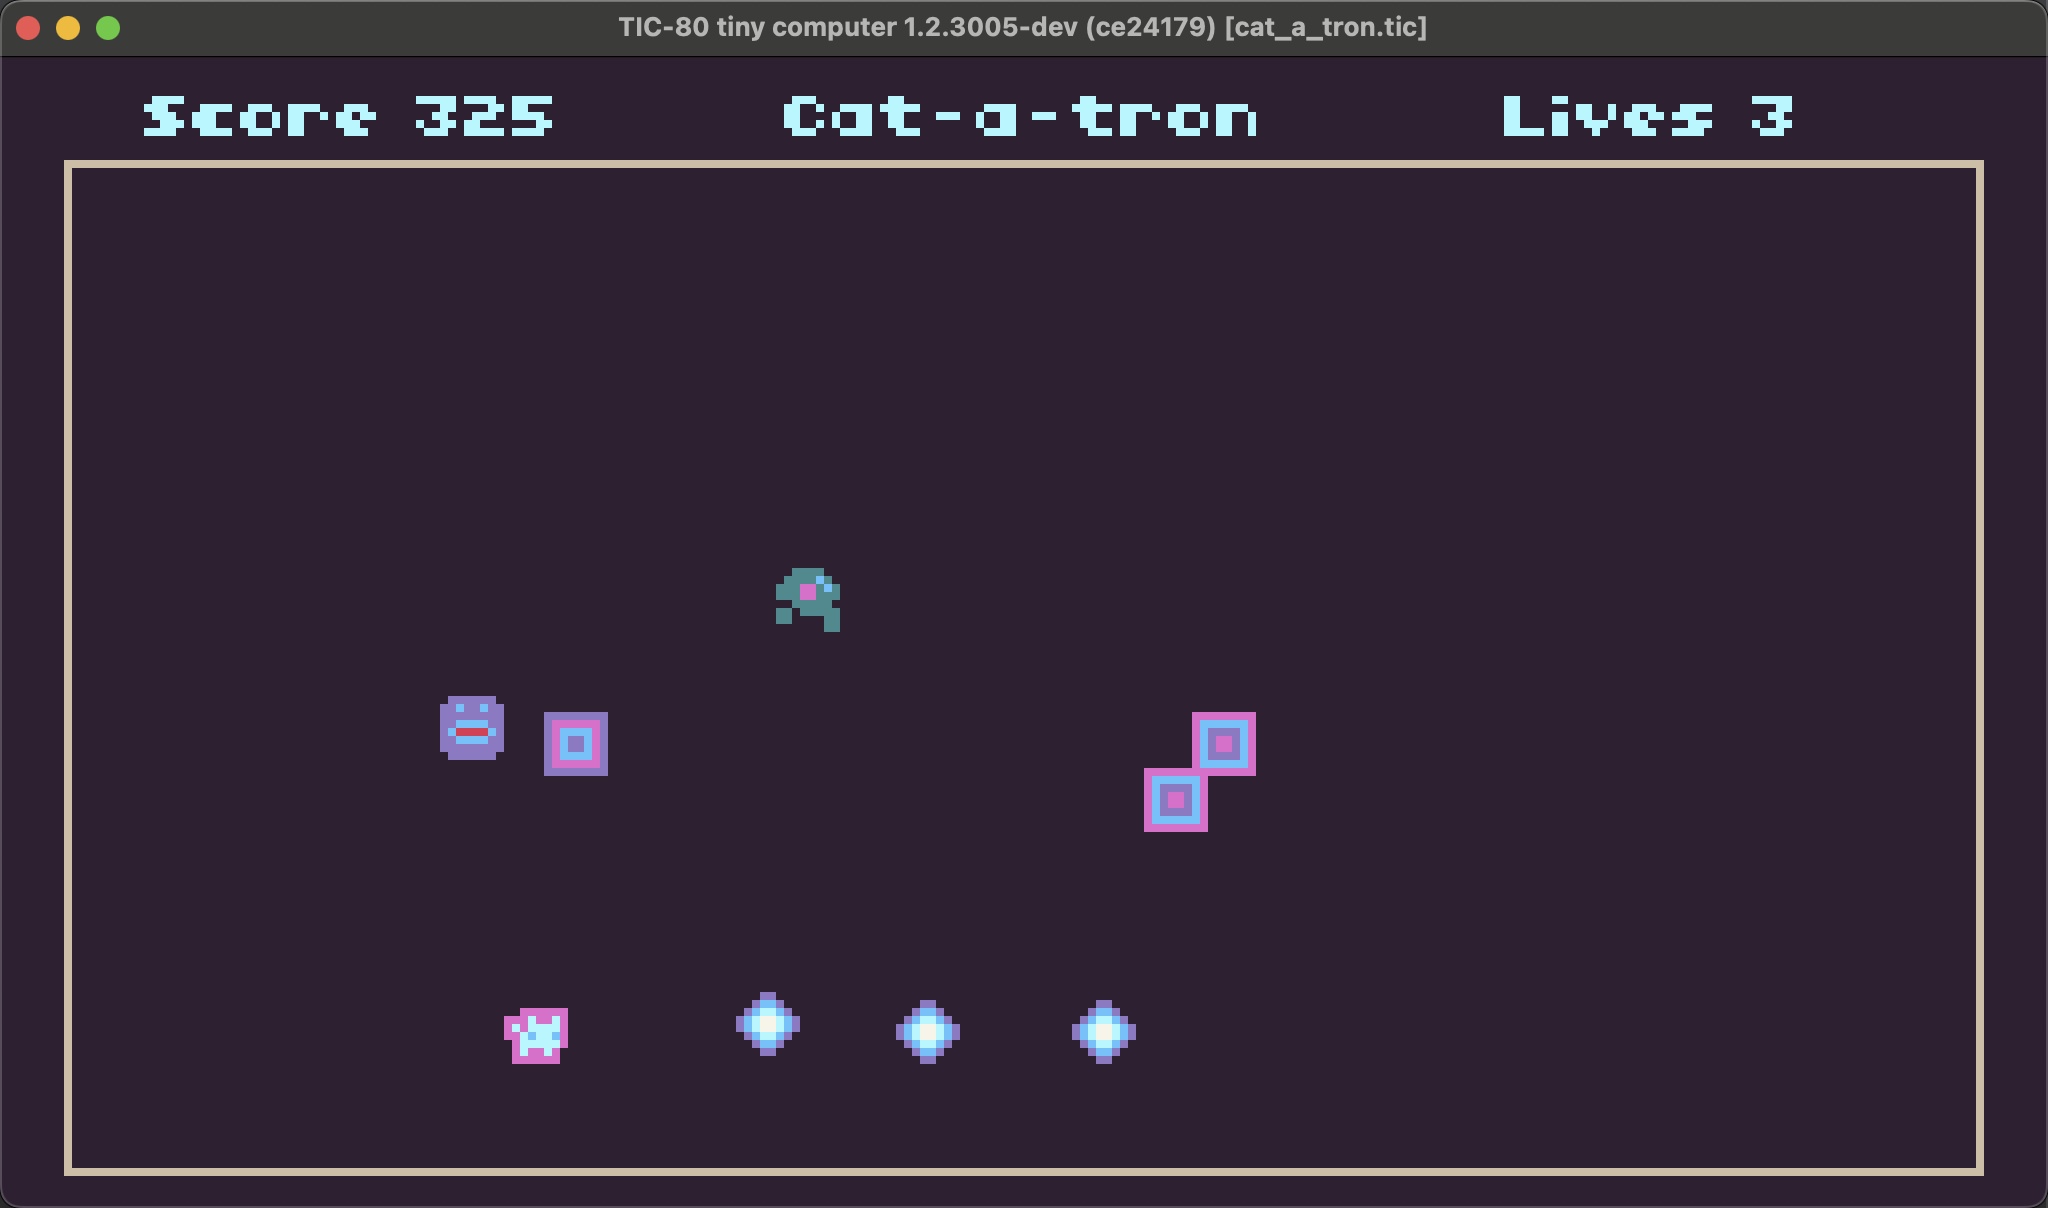 TIC-80 tiny computer 1.2.3005-dev (ce24179) [cat_a_tron.tic]
Score 325 Cat-a-tron Lives 3